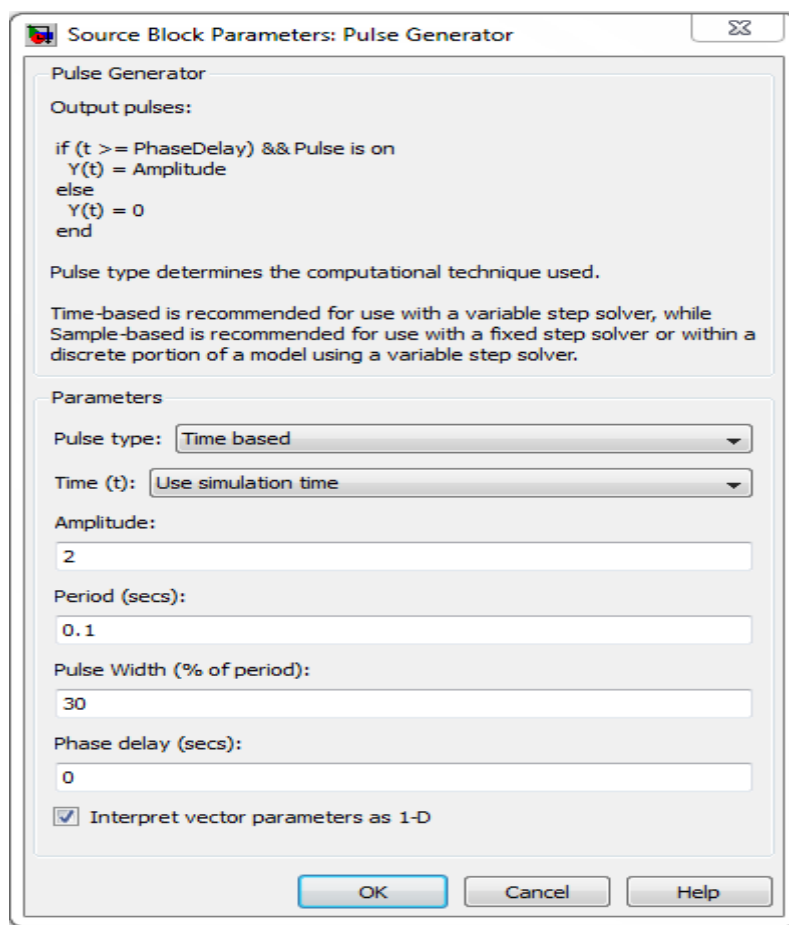 Source Block Parameters: Pulse Generator
Pulse Generator
Output pulses:
if (t >= PhaseDelay) && Pulse is on
Y(t) = Amplitude
else
Y(t) = 0
end
Pulse type determines the computational technique used.
Time-based is recommended for use with a variable step solver, while
Sample-based is recommended for use with a fixed step solver or within a
discrete portion of a model using a variable step solver.
Parameters
Pulse type: Time based
Time (t): Use simulation time
Amplitude:
2
Period (secs):
0.1
Pulse Width (% of period):
30
Phase delay (secs):
0
Interpret vector parameters as 1-D
OK Cancel Help